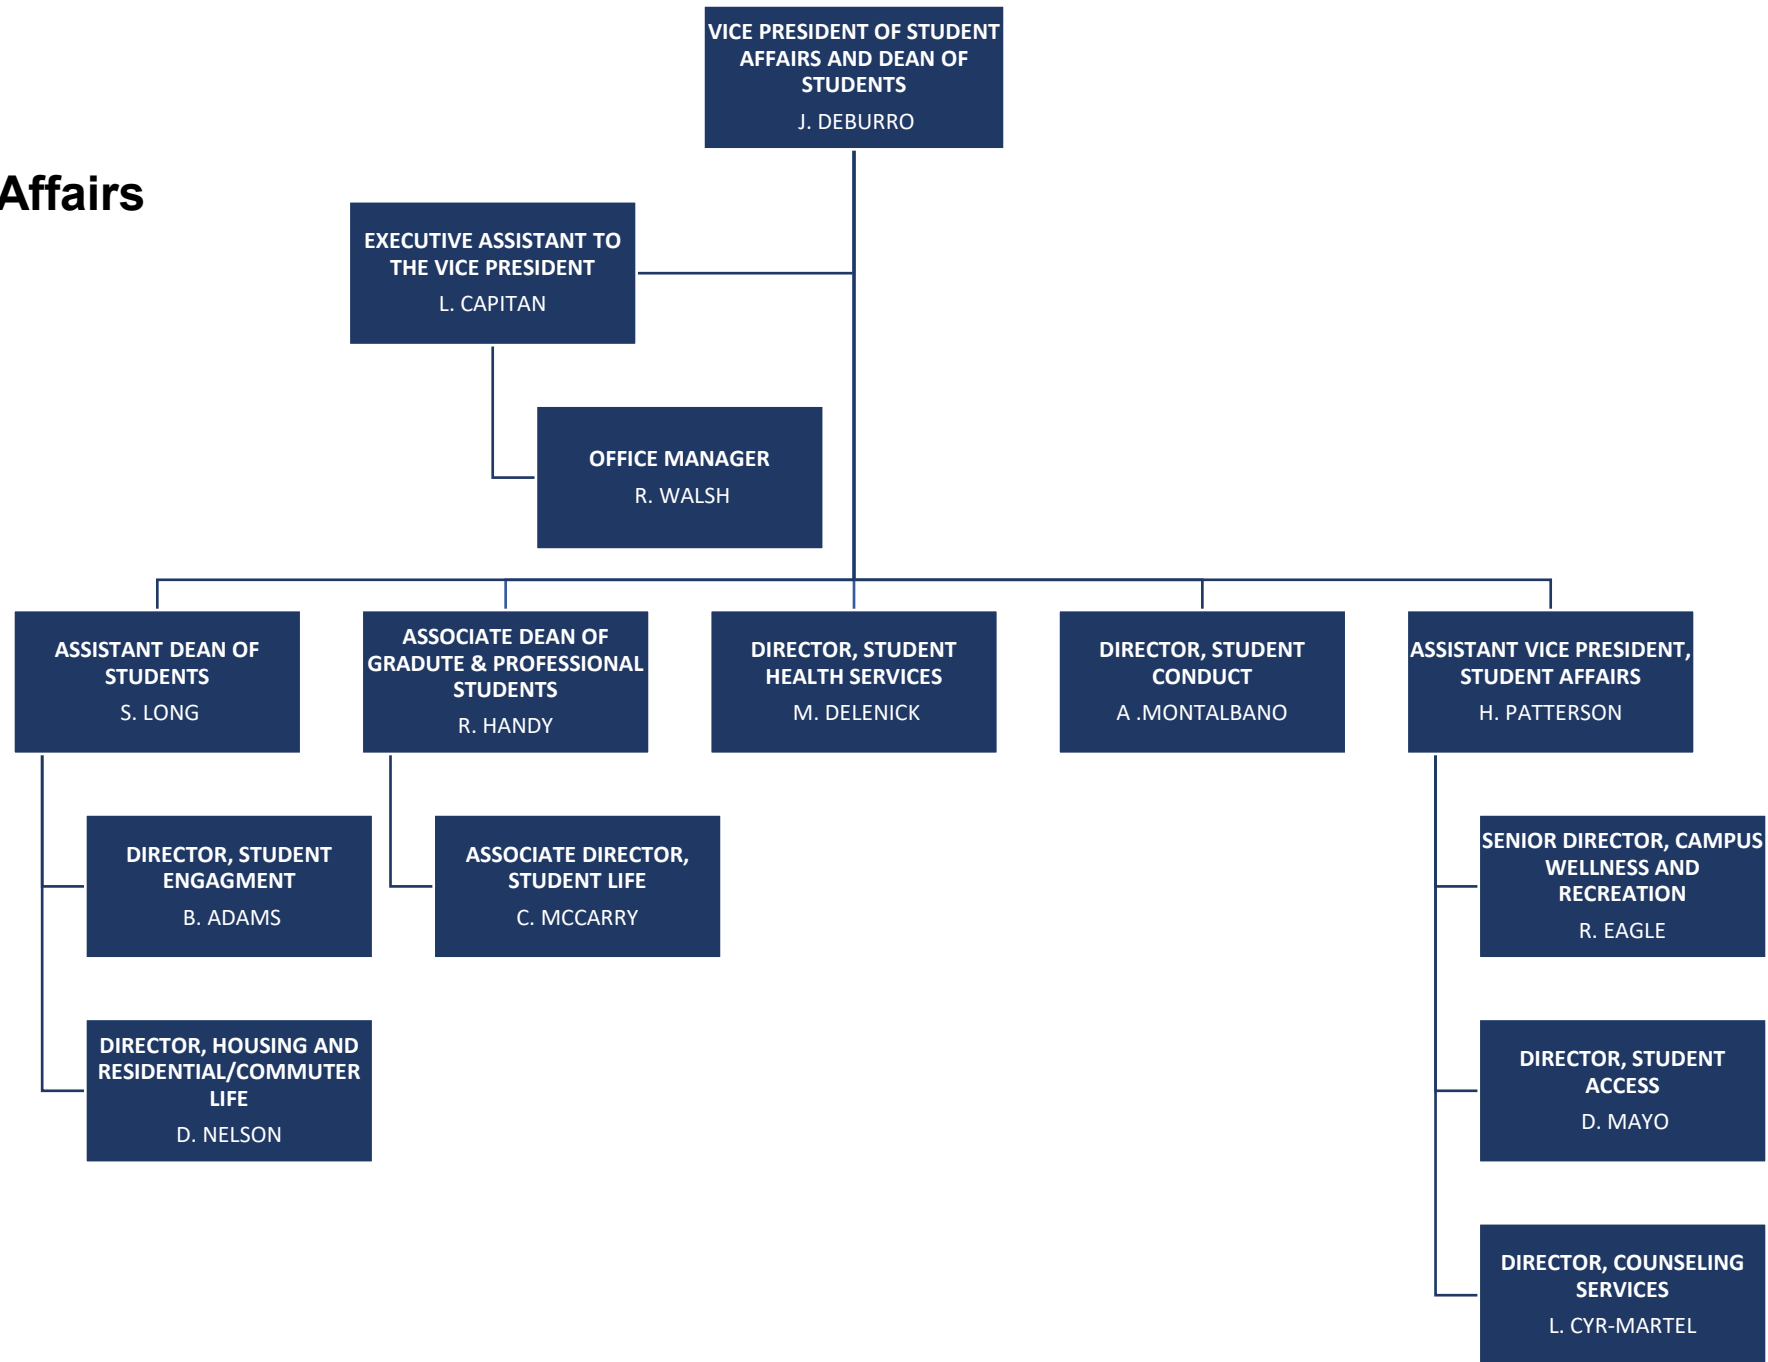 VICE PRESIDENT OF STUDENT
AFFAIRS AND DEAN OF
STUDENTS
J. DEBURRO
Affairs
EXECUTIVE ASSISTANT TO
THE VICE PRESIDENT
L. CAPITAN
OFFICE MANAGER
R. WALSH
ASSISTANT DEAN OF
STUDENTS
S. LONG
ASSOCIATE DEAN OF
GRADUTE & PROFESSIONAL
STUDENTS
R. HANDY
DIRECTOR, STUDENT
HEALTH SERVICES
M. DELENICK
DIRECTOR, STUDENT
CONDUCT
A .MONTALBANO
ASSISTANT VICE PRESIDENT,
STUDENT AFFAIRS
H. PATTERSON
DIRECTOR, STUDENT
ENGAGMENT
B. ADAMS
ASSOCIATE DIRECTOR,
STUDENT LIFE
C. MCCARRY
SENIOR DIRECTOR, CAMPUS
WELLNESS AND
RECREATION
R. EAGLE
DIRECTOR, HOUSING AND
RESIDENTIAL/COMMUTER
LIFE
D. NELSON
DIRECTOR, STUDENT
ACCESS
D. MAYO
DIRECTOR, COUNSELING
SERVICES
L. CYR-MARTEL